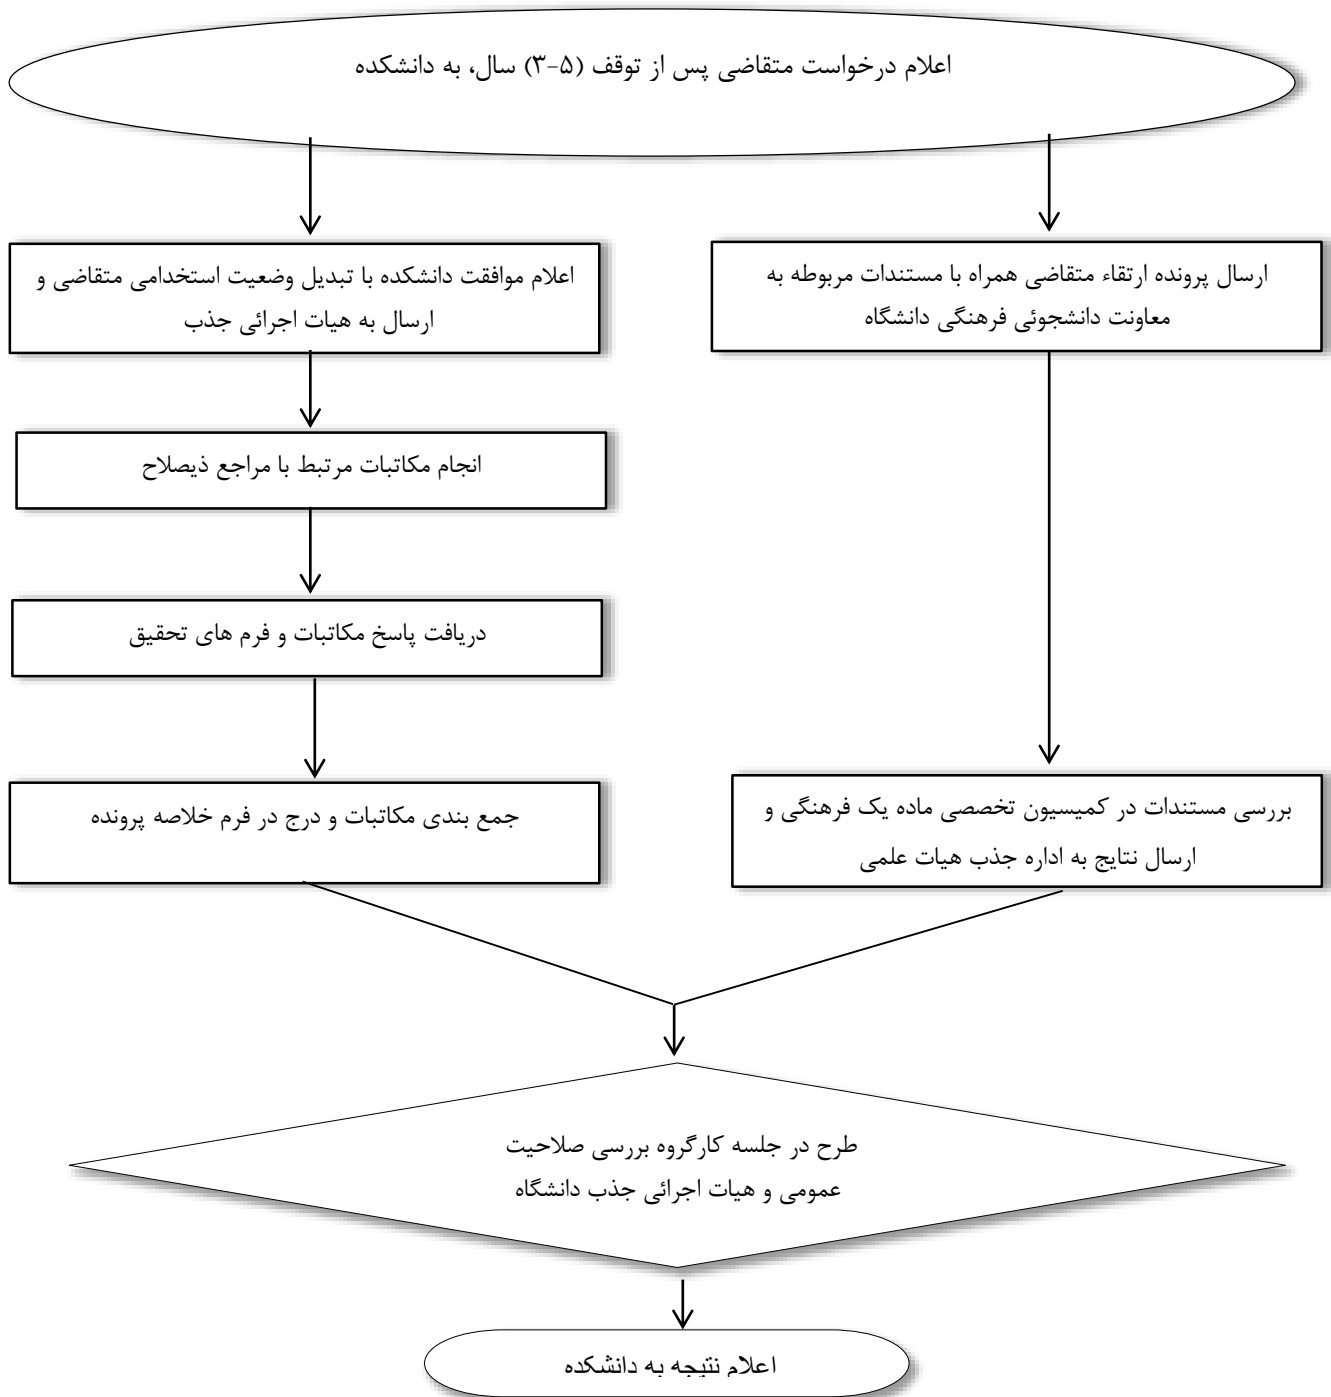 اعلام درخواست متقاضی پس از توقف (۵-۳) سال، به دانشکده
ارسال پرونده ارتقاء متقاضی همراه با مستندات مربوطه به
معاونت دانشجوئی فرهنگی دانشگاه
اعلام موافقت دانشکده با تبدیل وضعیت استخدامی متقاضی و
ارسال به هیات اجرائی جذب
انجام مکاتبات مرتبط با مراجع ذیصلاح
دریافت پاسخ مکاتبات و فرم های تحقیق
بررسی مستندات در کمیسیون تخصصی ماده یک فرهنگی و
ارسال نتایج به اداره جذب هیات علمی
جمع بندی مکاتبات و درج در فرم خلاصه پرونده
طرح در جلسه کارگروه بررسی صلاحیت
عمومی و هیات اجرائی جذب دانشگاه
اعلام نتیجه به دانشکده